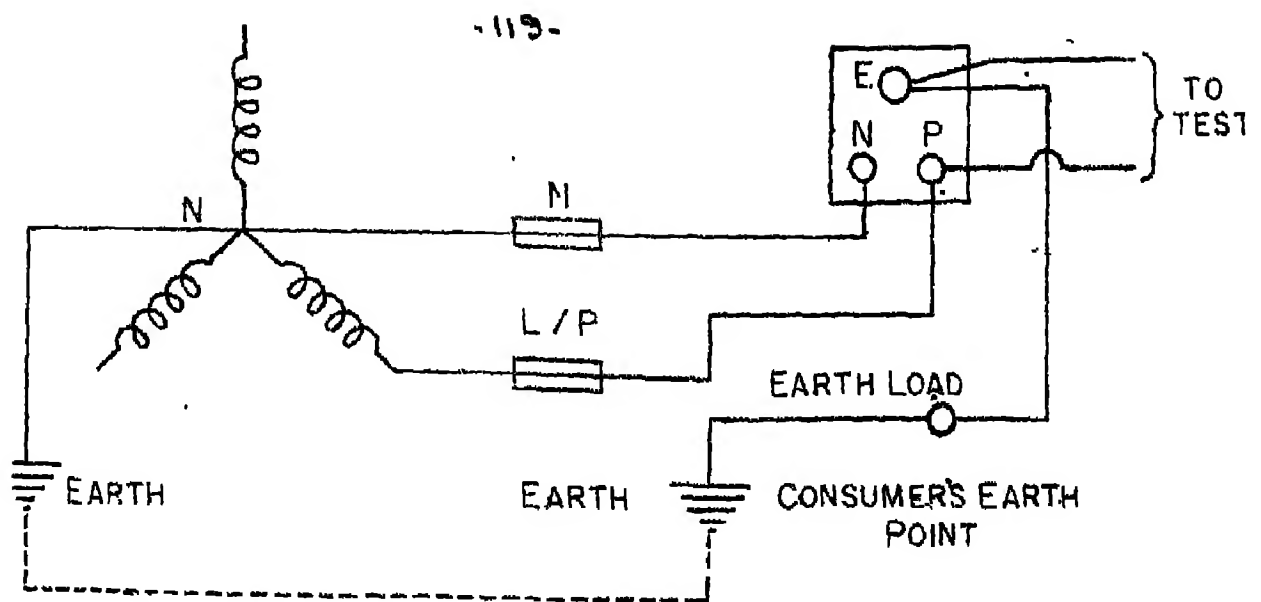 -119-
E
TO
TEST
N
P
N
M
L / P
EARTH LOAD
EARTH
EARTH
CONSUMER'S EARTH
POINT